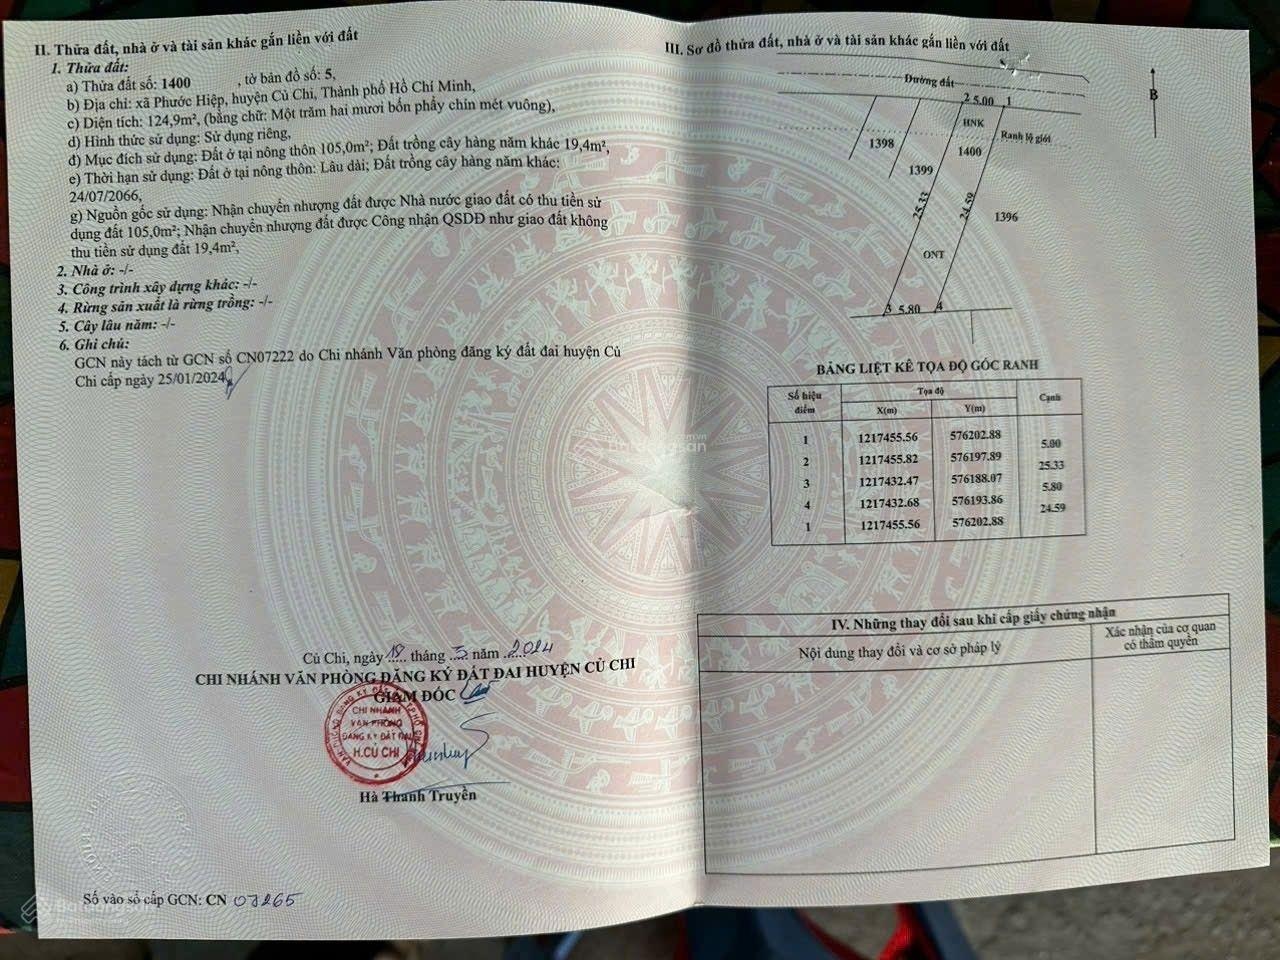 II. Thửa đất, nhà ở và tài sản khác gắn liền với đất
1. Thửa đất:
a) Thửa đất số: 1400 , tờ bản đồ số: 5,
b) Địa chỉ: xã Phước Hiệp, huyện Củ Chi, Thành phố Hồ Chí Minh,
c) Diện tích: 124,9m², (bằng chữ: Một trăm hai mươi bốn phẩy chín mét vuông),
d) Hình thức sử dụng: Sử dụng riêng,
đ) Mục đích sử dụng: Đất ở tại nông thôn 105,0m²; Đất trồng cây hàng năm khác 19,4m²,
e) Thời hạn sử dụng: Đất ở tại nông thôn: Lâu dài; Đất trồng cây hàng năm khác:
24/07/2066,
g) Nguồn gốc sử dụng: Nhận chuyển nhượng đất được Nhà nước giao đất có thu tiền sử
dụng đất 105,0m²; Nhận chuyển nhượng đất được Công nhận QSDĐ như giao đất không
thu tiền sử dụng đất 19,4m²,
2. Nhà ở: -/-
3. Công trình xây dựng khác: -/-
4. Rừng sản xuất là rừng trồng: -/-
5. Cây lâu năm: -/-
6. Ghi chú:
GCN này tách từ GCN số CN07222 do Chi nhánh Văn phòng đăng ký đất đai huyện Củ
Chi cấp ngày 25/01/2024
Củ Chi, ngày 18 tháng 3 năm 2024
CHI NHÁNH VĂN PHÒNG ĐĂNG KÝ ĐẤT ĐAI HUYỆN CỦ CHI
GIÁM ĐỐC
CHI NHÁNH
VĂN PHÒNG
ĐĂNG KÝ ĐẤT ĐAI
H.CỦ CHI
Hà Thanh Truyền
Số vào sổ cấp GCN: CN 07265
III. Sơ đồ thửa đất, nhà ở và tài sản khác gắn liền với đất
Đường đất
B
2 5.00 1
HNK
Ranh lộ giới
1398
1400
1399
25.33
24.59
1396
ONT
3 5.80 4
BẢNG LIỆT KÊ TỌA ĐỘ GÓC RANH
Số hiệu điểm Tọa độ Cạnh
X(m) Y(m)
1 1217455.56 576202.88
5.00
2 1217455.82 576197.89
25.33
3 1217432.47 576188.07
5.80
4 1217432.68 576193.86
24.59
1 1217455.56 576202.88
IV. Những thay đổi sau khi cấp giấy chứng nhận
Nội dung thay đổi và cơ sở pháp lý
Xác nhận của cơ quan
có thẩm quyền
Batdongsan
Batdongsan